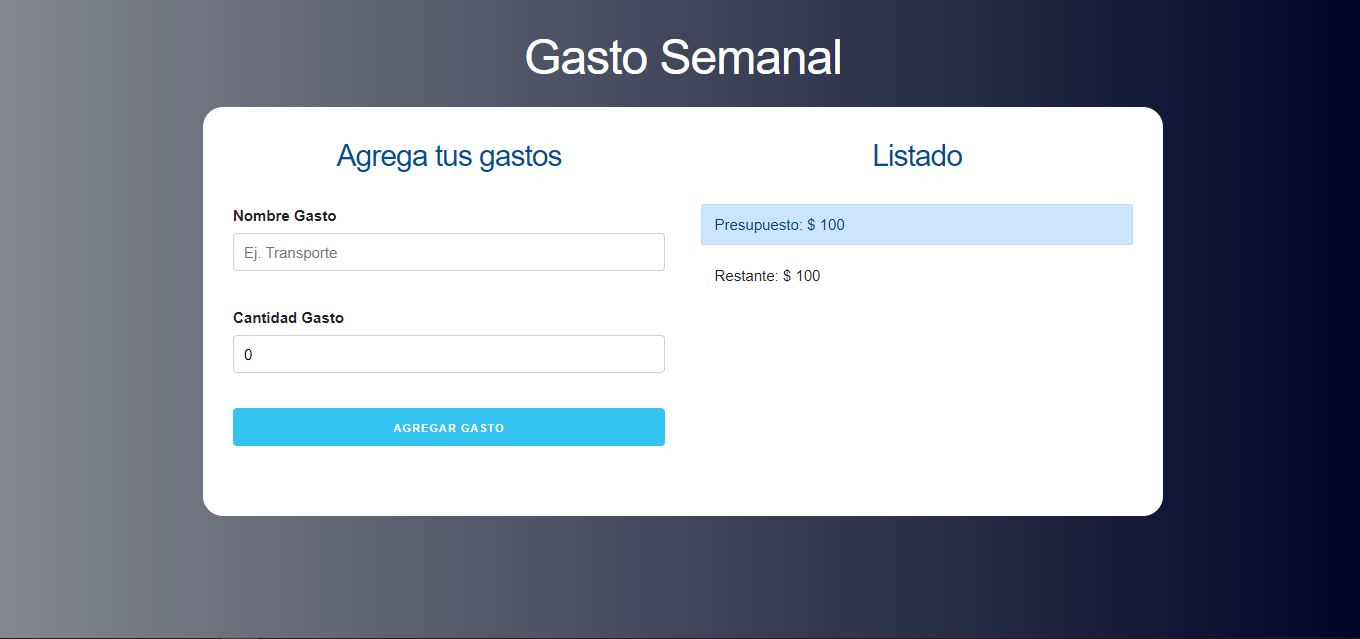 Gasto Semanal
Agrega tus gastos
Nombre Gasto
Ej. Transporte
Cantidad Gasto
0
AGREGAR GASTO
Listado
Presupuesto: $ 100
Restante: $ 100